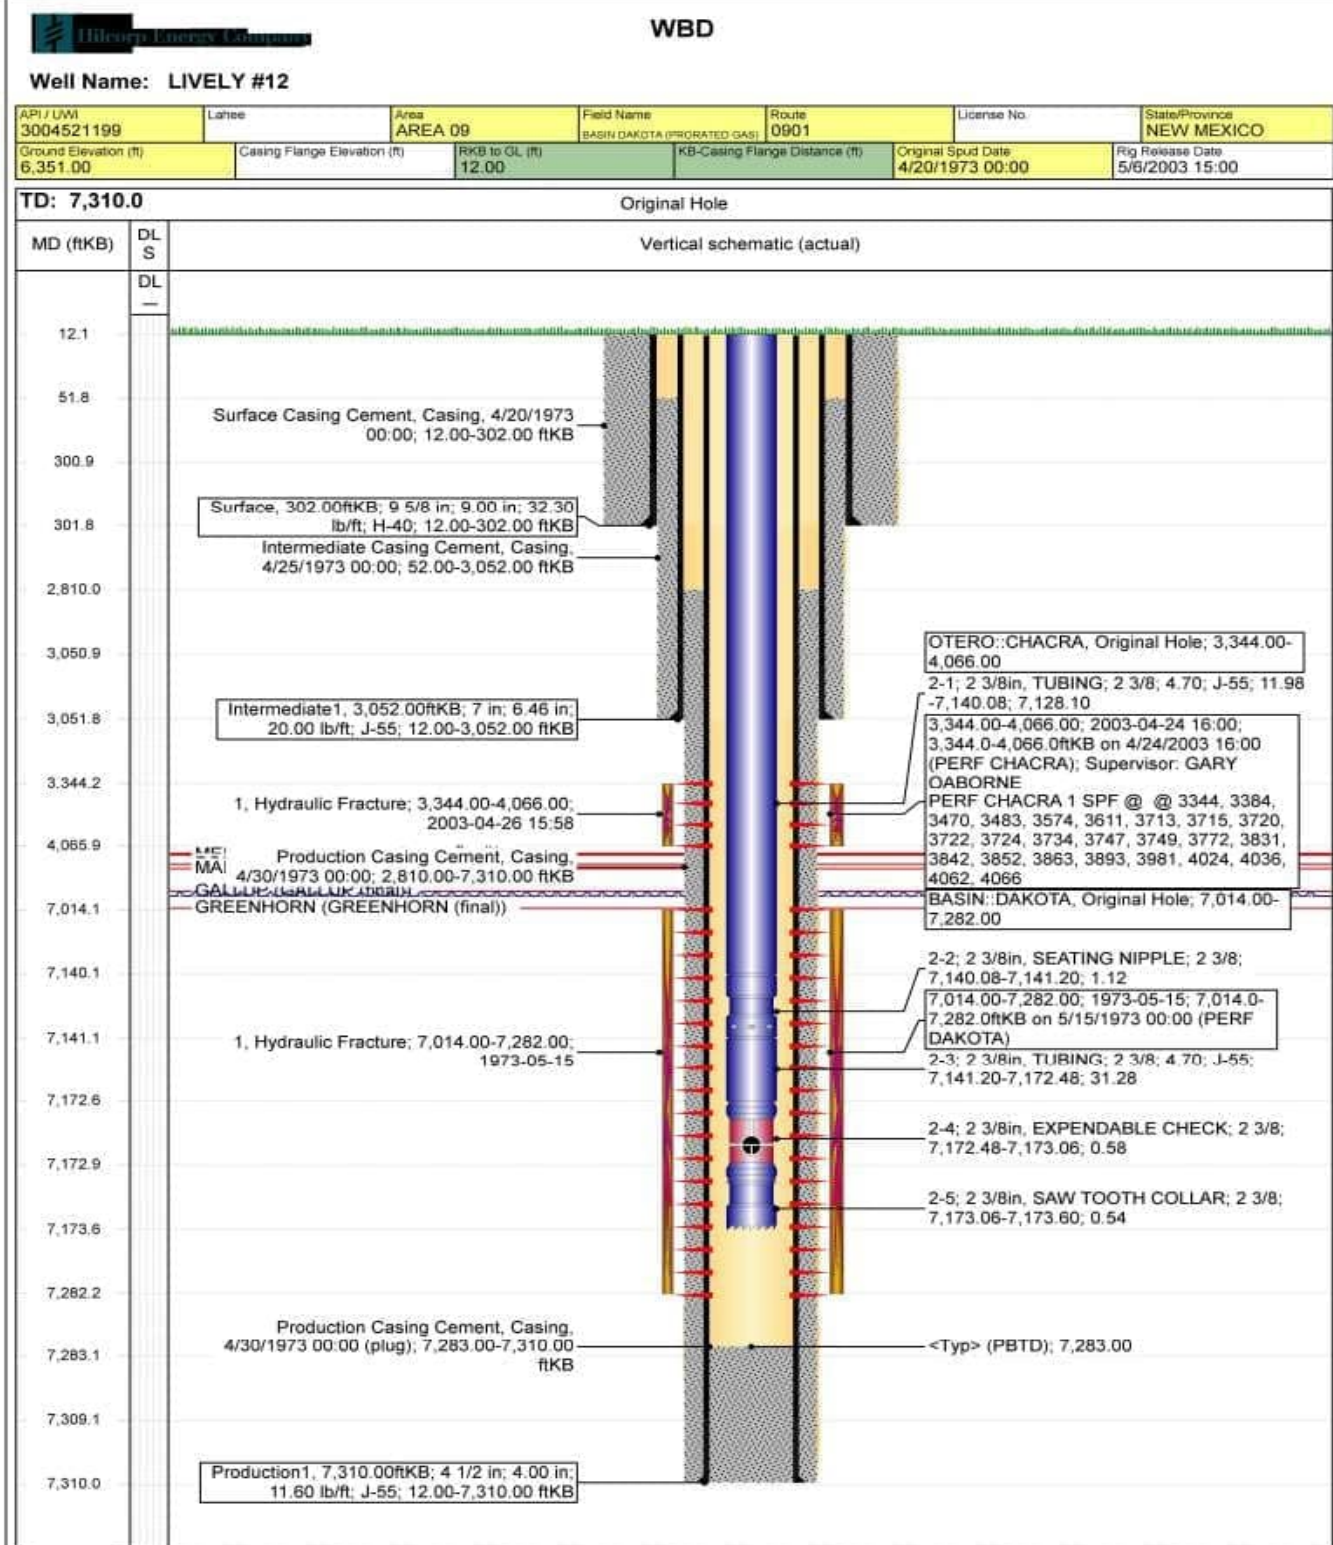 Hilcorp Energy Company
WBD
Well Name: LIVELY #12
API / UWI
3004521199
Lahee
Area
AREA 09
Field Name
BASIN DAKOTA (PRORATED GAS)
Route
0901
License No.
State/Province
NEW MEXICO
Ground Elevation (ft)
6,351.00
Casing Flange Elevation (ft)
RKB to GL (ft)
12.00
KB-Casing Flange Distance (ft)
Original Spud Date
4/20/1973 00:00
Rig Release Date
5/6/2003 15:00
TD: 7,310.0
Original Hole
MD (ftKB)
DL
S
Vertical schematic (actual)
DL
—
12.1
51.8
Surface Casing Cement, Casing, 4/20/1973
00:00; 12.00-302.00 ftKB
300.9
Surface, 302.00ftKB; 9 5/8 in; 9.00 in; 32.30
lb/ft; H-40; 12.00-302.00 ftKB
301.8
Intermediate Casing Cement, Casing,
4/25/1973 00:00; 52.00-3,052.00 ftKB
2,810.0
3,050.9
OTERO::CHACRA, Original Hole; 3,344.00-
4,066.00
2-1; 2 3/8in, TUBING; 2 3/8; 4.70; J-55; 11.98
-7,140.08; 7,128.10
Intermediate1, 3,052.00ftKB; 7 in; 6.46 in;
20.00 lb/ft; J-55; 12.00-3,052.00 ftKB
3,051.8
3,344.00-4,066.00; 2003-04-24 16:00;
3,344.0-4,066.0ftKB on 4/24/2003 16:00
(PERF CHACRA); Supervisor: GARY
OABORNE
3,344.2
1, Hydraulic Fracture; 3,344.00-4,066.00;
2003-04-26 15:58
PERF CHACRA 1 SPF @ @ 3344, 3384,
3470, 3483, 3574, 3611, 3713, 3715, 3720,
3722, 3724, 3734, 3747, 3749, 3772, 3831,
3842, 3852, 3863, 3893, 3981, 4024, 4036,
4062, 4066
4,065.9
Production Casing Cement, Casing,
4/30/1973 00:00; 2,810.00-7,310.00 ftKB
GALLUP (GALLUP (final))
GREENHORN (GREENHORN (final))
7,014.1
BASIN::DAKOTA, Original Hole; 7,014.00-
7,282.00
2-2; 2 3/8in, SEATING NIPPLE; 2 3/8;
7,140.08-7,141.20; 1.12
7,140.1
7,014.00-7,282.00; 1973-05-15; 7,014.0-
7,282.0ftKB on 5/15/1973 00:00 (PERF
DAKOTA)
7,141.1
1, Hydraulic Fracture; 7,014.00-7,282.00;
1973-05-15
2-3; 2 3/8in, TUBING; 2 3/8; 4.70; J-55;
7,141.20-7,172.48; 31.28
7,172.6
2-4; 2 3/8in, EXPENDABLE CHECK; 2 3/8;
7,172.48-7,173.06; 0.58
7,172.9
2-5; 2 3/8in, SAW TOOTH COLLAR; 2 3/8;
7,173.06-7,173.60; 0.54
7,173.6
7,282.2
Production Casing Cement, Casing,
4/30/1973 00:00 (plug); 7,283.00-7,310.00
ftKB
<Typ> (PBTD); 7,283.00
7,283.1
7,309.1
Production1, 7,310.00ftKB; 4 1/2 in; 4.00 in;
11.60 lb/ft; J-55; 12.00-7,310.00 ftKB
7,310.0